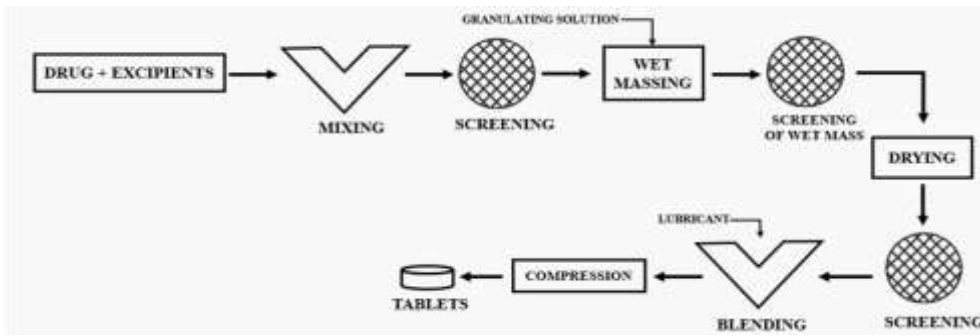 GRANULATING SOLUTION
DRUG + EXCIPIENTS
MIXING
SCREENING
WET
MASSING
SCREENING
OF WET MASS
DRYING
SCREENING
LUBRICANT
BLENDING
COMPRESSION
TABLETS